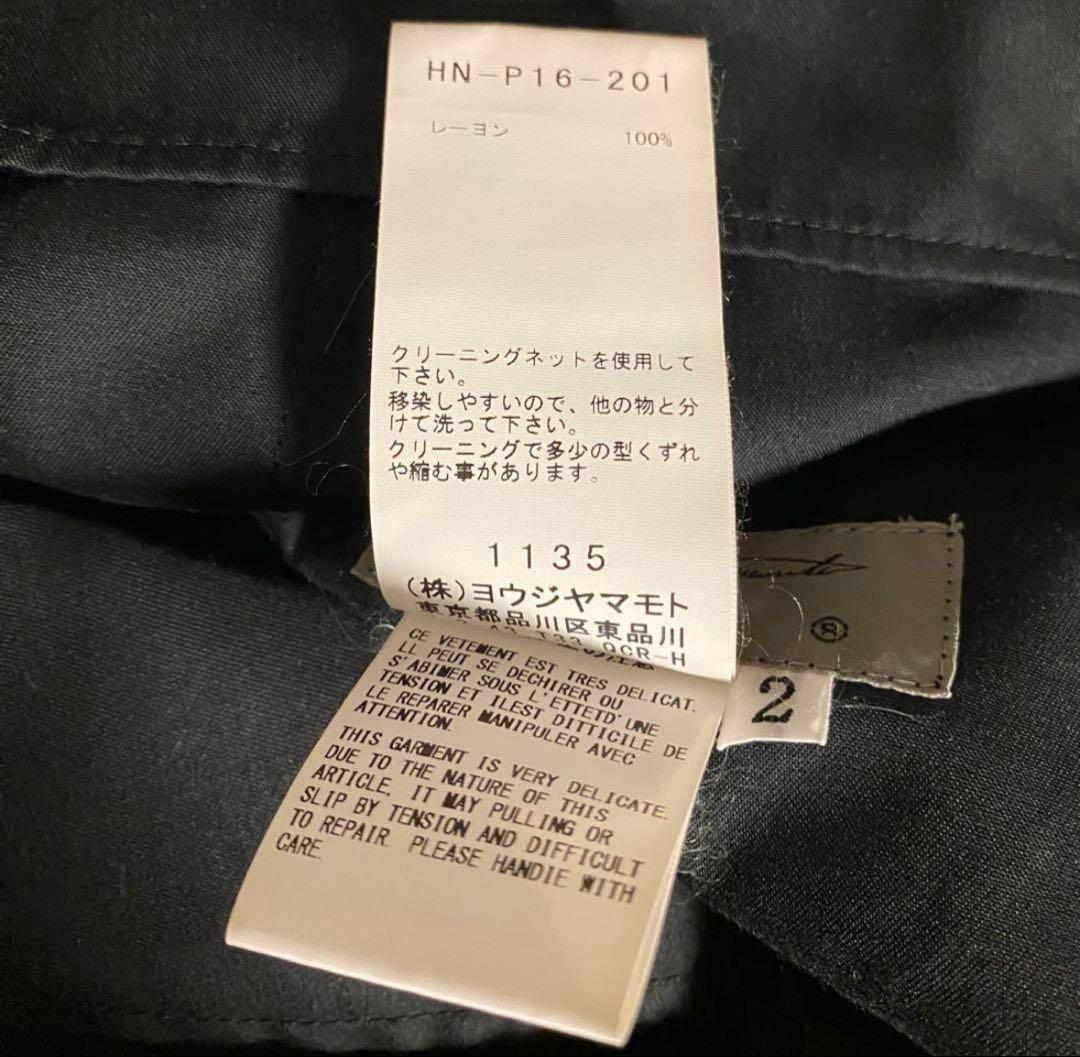 HN-P16-201
レーヨン 100%
クリーニングネットを使用して
下さい。
移染しやすいので、他の物と分
けて洗って下さい。
クリーニングで多少の型くずれ
や縮む事があります。
1135
(株)ヨウジヤマモト
東京都品川区東品川
CE VETEMENT EST TRES DELICAT.
LL PEUT SE DECHIRER OU
S'ABIMER SOUS L'ETTETD'UNE
TENSION ET ILEST DITTICILE DE
LE REPARER MANIPULER AVEC
ATTENTION.
THIS GARMENT IS VERY DELICATE.
DUE TO THE NATURE OF THIS
ARTICLE, IT MAY PULLING OR
SLIP BY TENSION AND DIFFICULT
TO REPAIR. PLEASE HANDIE WITH
CARE.
®
2